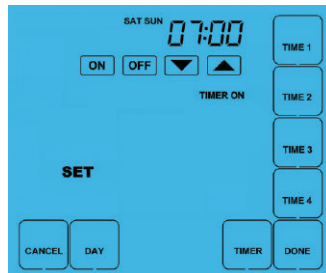 SAT SUN 07:00
TIME 1
ON OFF
TIMER ON
TIME 2
TIME 3
SET
TIME 4
CANCEL DAY TIMER DONE